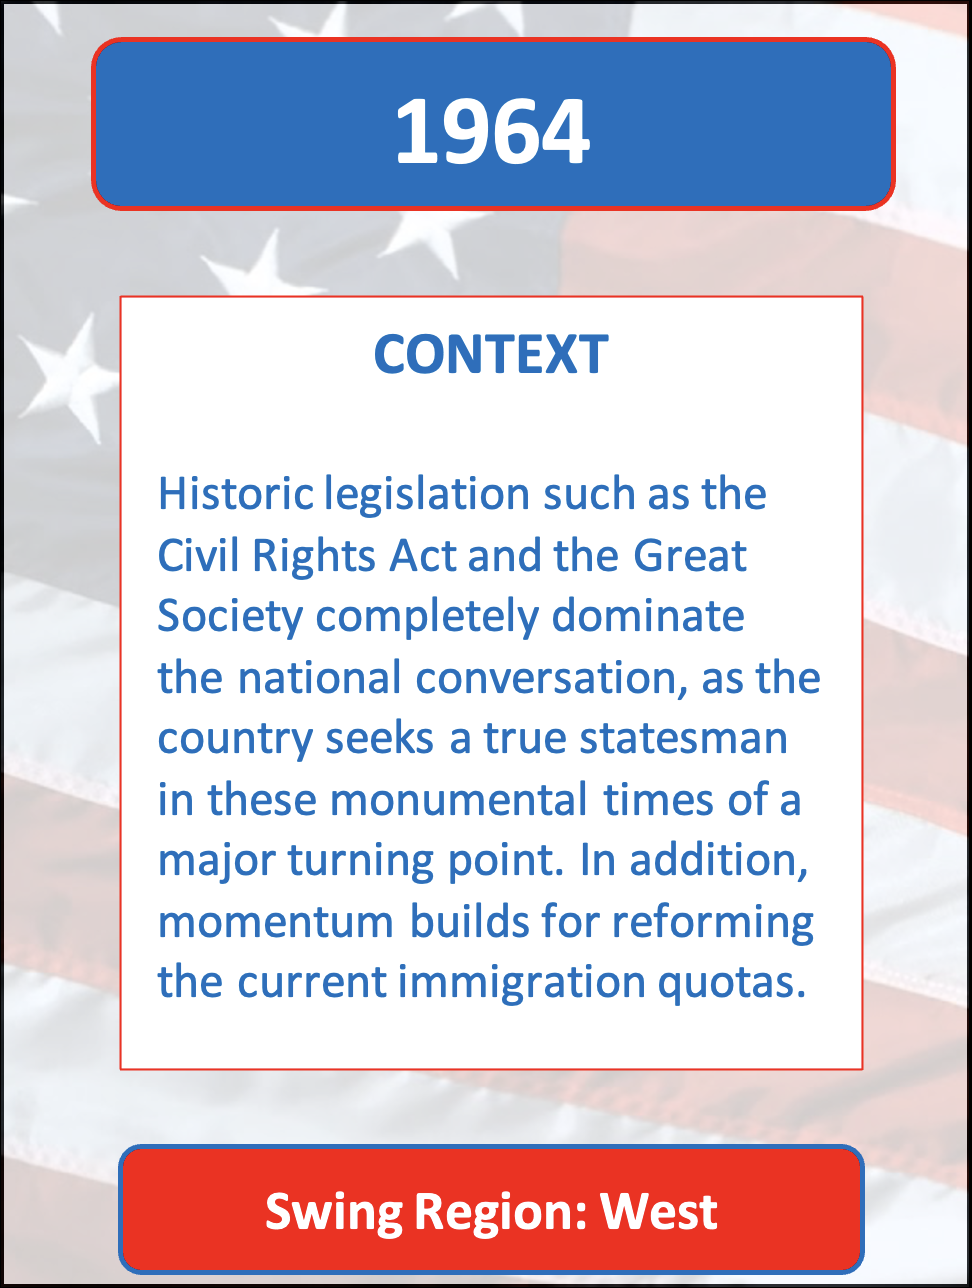 1964
CONTEXT
Historic legislation such as the
Civil Rights Act and the Great
Society completely dominate
the national conversation, as the
country seeks a true statesman
in these monumental times of a
major turning point. In addition,
momentum builds for reforming
the current immigration quotas.
Swing Region: West